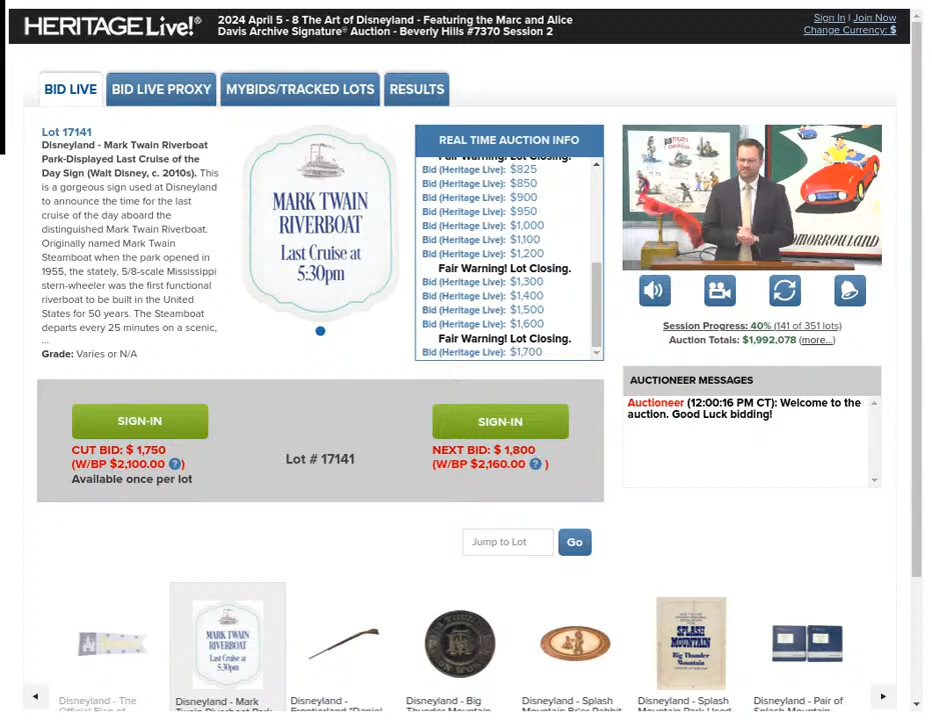 HERITAGE Live!®
2024 April 5 - 8 The Art of Disneyland - Featuring the Marc and Alice
Davis Archive Signature® Auction - Beverly Hills #7370 Session 2
Sign In | Join Now
Change Currency: $
BID LIVE
BID LIVE PROXY
MYBIDS/TRACKED LOTS
RESULTS
Lot 17141
Disneyland - Mark Twain Riverboat
Park-Displayed Last Cruise of the
Day Sign (Walt Disney, c. 2010s). This
is a gorgeous sign used at Disneyland
to announce the time for the last
cruise of the day aboard the
distinguished Mark Twain Riverboat.
Originally named Mark Twain
Steamboat when the park opened in
1955, the stately, 5/8-scale Mississippi
stern-wheeler was the first functional
riverboat to be built in the United
States for 50 years. The Steamboat
departs every 25 minutes on a scenic,
...
Grade: Varies or N/A
MARK TWAIN
RIVERBOAT
Last Cruise at
5:30pm
REAL TIME AUCTION INFO
Fair Warning! Lot Closing.
Bid (Heritage Live): $825
Bid (Heritage Live): $850
Bid (Heritage Live): $900
Bid (Heritage Live): $950
Bid (Heritage Live): $1,000
Bid (Heritage Live): $1,100
Bid (Heritage Live): $1,200
Fair Warning! Lot Closing.
Bid (Heritage Live): $1,300
Bid (Heritage Live): $1,400
Bid (Heritage Live): $1,500
Bid (Heritage Live): $1,600
Fair Warning! Lot Closing.
Bid (Heritage Live): $1,700
Session Progress: 40% (141 of 351 lots)
Auction Totals: $1,992,078 (more...)
AUCTIONEER MESSAGES
Auctioneer (12:00:16 PM CT): Welcome to the
auction. Good Luck bidding!
SIGN-IN
CUT BID: $ 1,750
(W/BP $2,100.00 ?)
Available once per lot
Lot # 17141
SIGN-IN
NEXT BID: $ 1,800
(W/BP $2,160.00 ? )
Jump to Lot
Go
MARK TWAIN
RIVERBOAT
Last Cruise at
5:30pm
SPLASH
MOUNTAIN
Big Thunder
Mountain
Disneyland - The
Official Flag of
Disneyland - Mark
Twain Riverboat Park
Disneyland -
Frontierland "Daniel
Disneyland - Big
Thunder Mountain
Disneyland - Splash
Mountain Br'er Rabbit
Disneyland - Splash
Mountain Park Used
Disneyland - Pair of
Splash Mountain